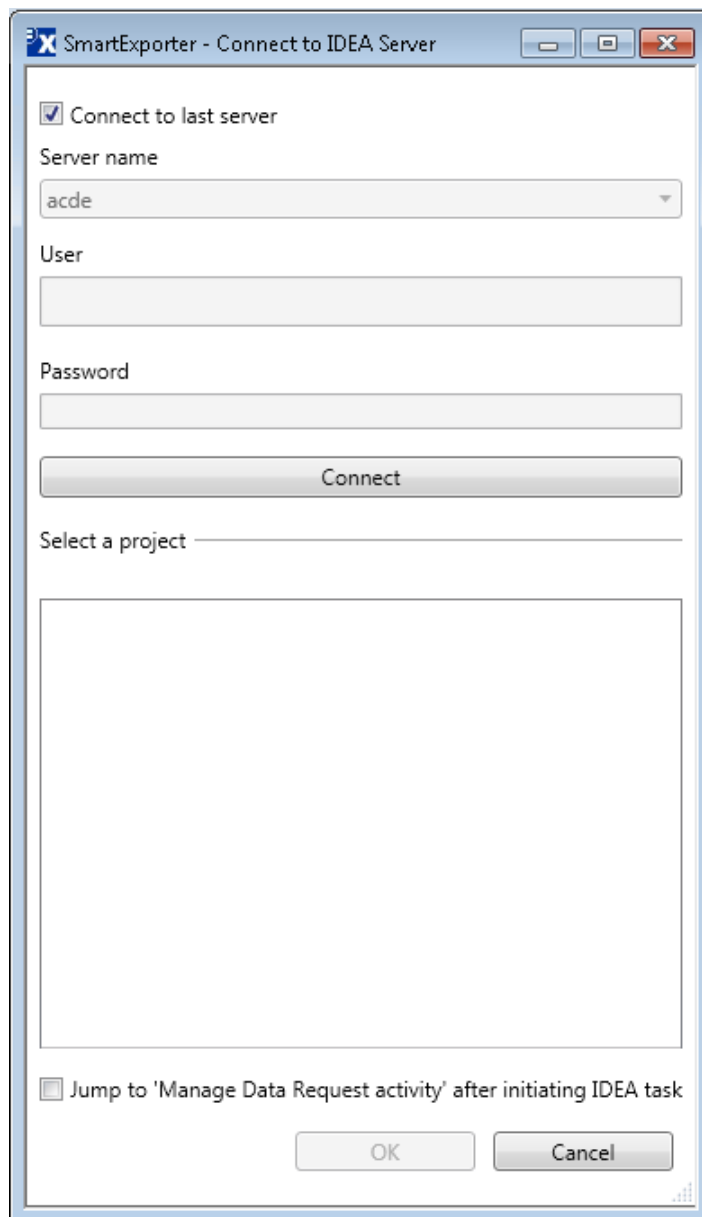 SmartExporter - Connect to IDEA Server
Connect to last server
Server name
acde
User
Password
Connect
Select a project
Jump to 'Manage Data Request activity' after initiating IDEA task
OK
Cancel